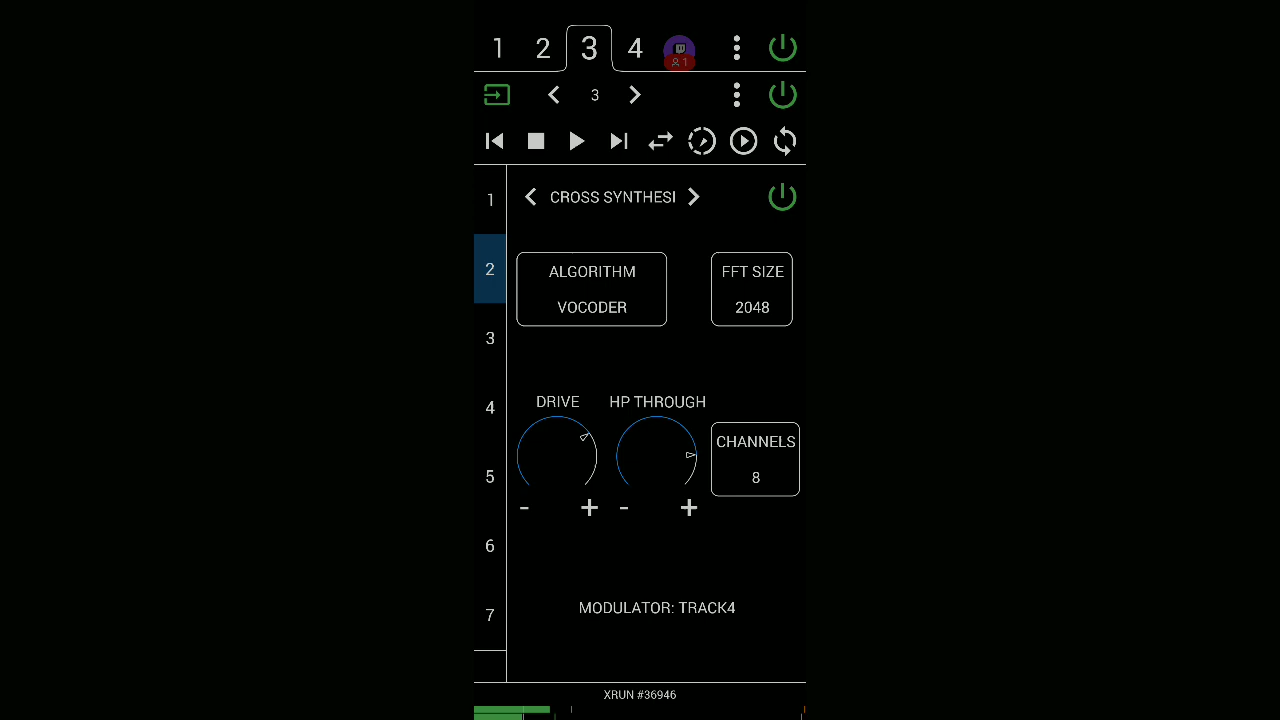 1 2 3 4
1
3
1
CROSS SYNTHESI
2
ALGORITHM
VOCODER
FFT SIZE
2048
3
DRIVE
HP THROUGH
4
CHANNELS
8
5
- + - +
6
MODULATOR: TRACK4
7
XRUN #36946